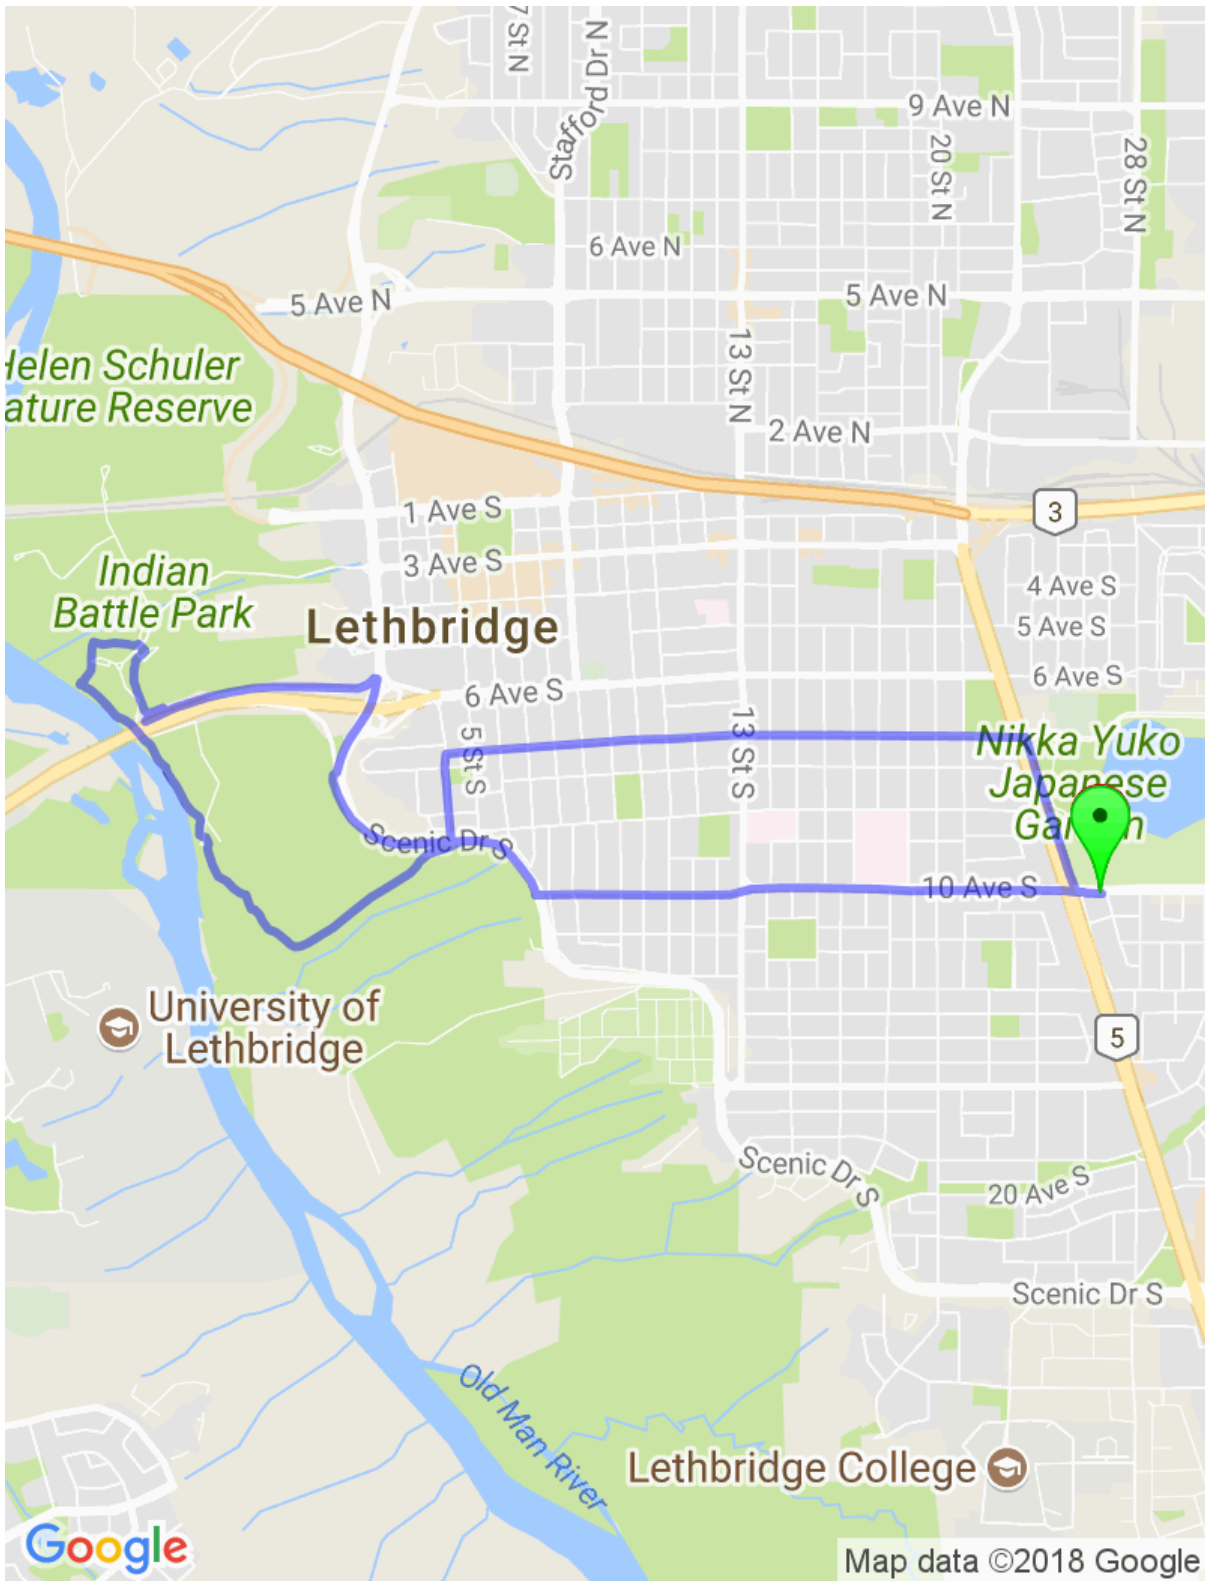 7 St N
Stafford Dr N
9 Ave N
20 St N
28 St N
6 Ave N
5 Ave N
5 Ave N
Helen Schuler
ature Reserve
13 St N
2 Ave N
1 Ave S
3
3 Ave S
Indian
Battle Park
4 Ave S
Lethbridge
5 Ave S
6 Ave S
6 Ave S
5 St S
13 St S
Nikka Yuko
Japanese
Scenic Dr S
10 Ave S
University of
Lethbridge
5
Scenic Dr S
20 Ave S
Scenic Dr S
Old Man River
Lethbridge College
Google
Map data ©2018 Google